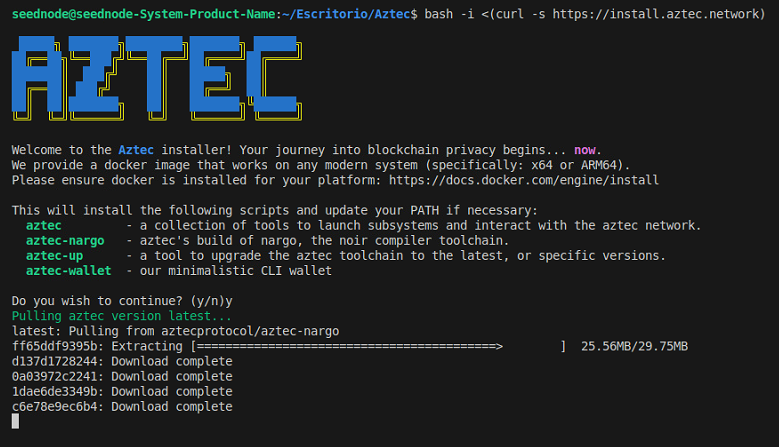 seednode@seednode-System-Product-Name:~/Escritorio/Aztec$ bash -i <(curl -s https://install.aztec.network)
AZTEC
Welcome to the Aztec installer! Your journey into blockchain privacy begins... now.
We provide a docker image that works on any modern system (specifically: x64 or ARM64).
Please ensure docker is installed for your platform: https://docs.docker.com/engine/install
This will install the following scripts and update your PATH if necessary:
aztec - a collection of tools to launch subsystems and interact with the aztec network.
aztec-nargo - aztec's build of nargo, the noir compiler toolchain.
aztec-up - a tool to upgrade the aztec toolchain to the latest, or specific versions.
aztec-wallet - our minimalistic CLI wallet
Do you wish to continue? (y/n)y
Pulling aztec version latest...
latest: Pulling from aztecprotocol/aztec-nargo
ff65ddf9395b: Extracting [==========================================>        ]  25.56MB/29.75MB
d137d1728244: Download complete
0a03972c2241: Download complete
1dae6de3349b: Download complete
c6e78e9ec6b4: Download complete